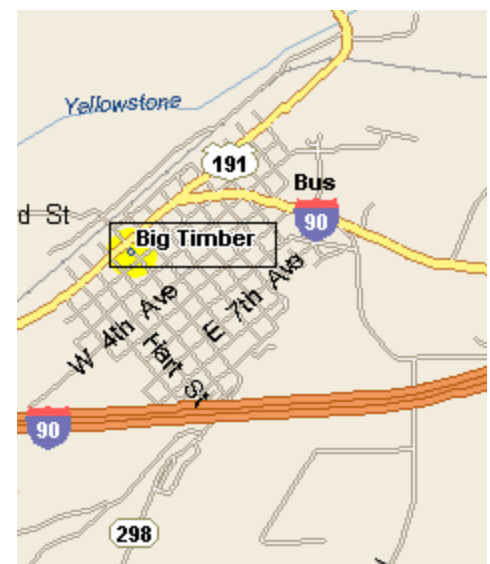 Yellowstone
191
Bus
90
d St
Big Timber
W 4th Ave
E 7th Ave
Hart St
90
298